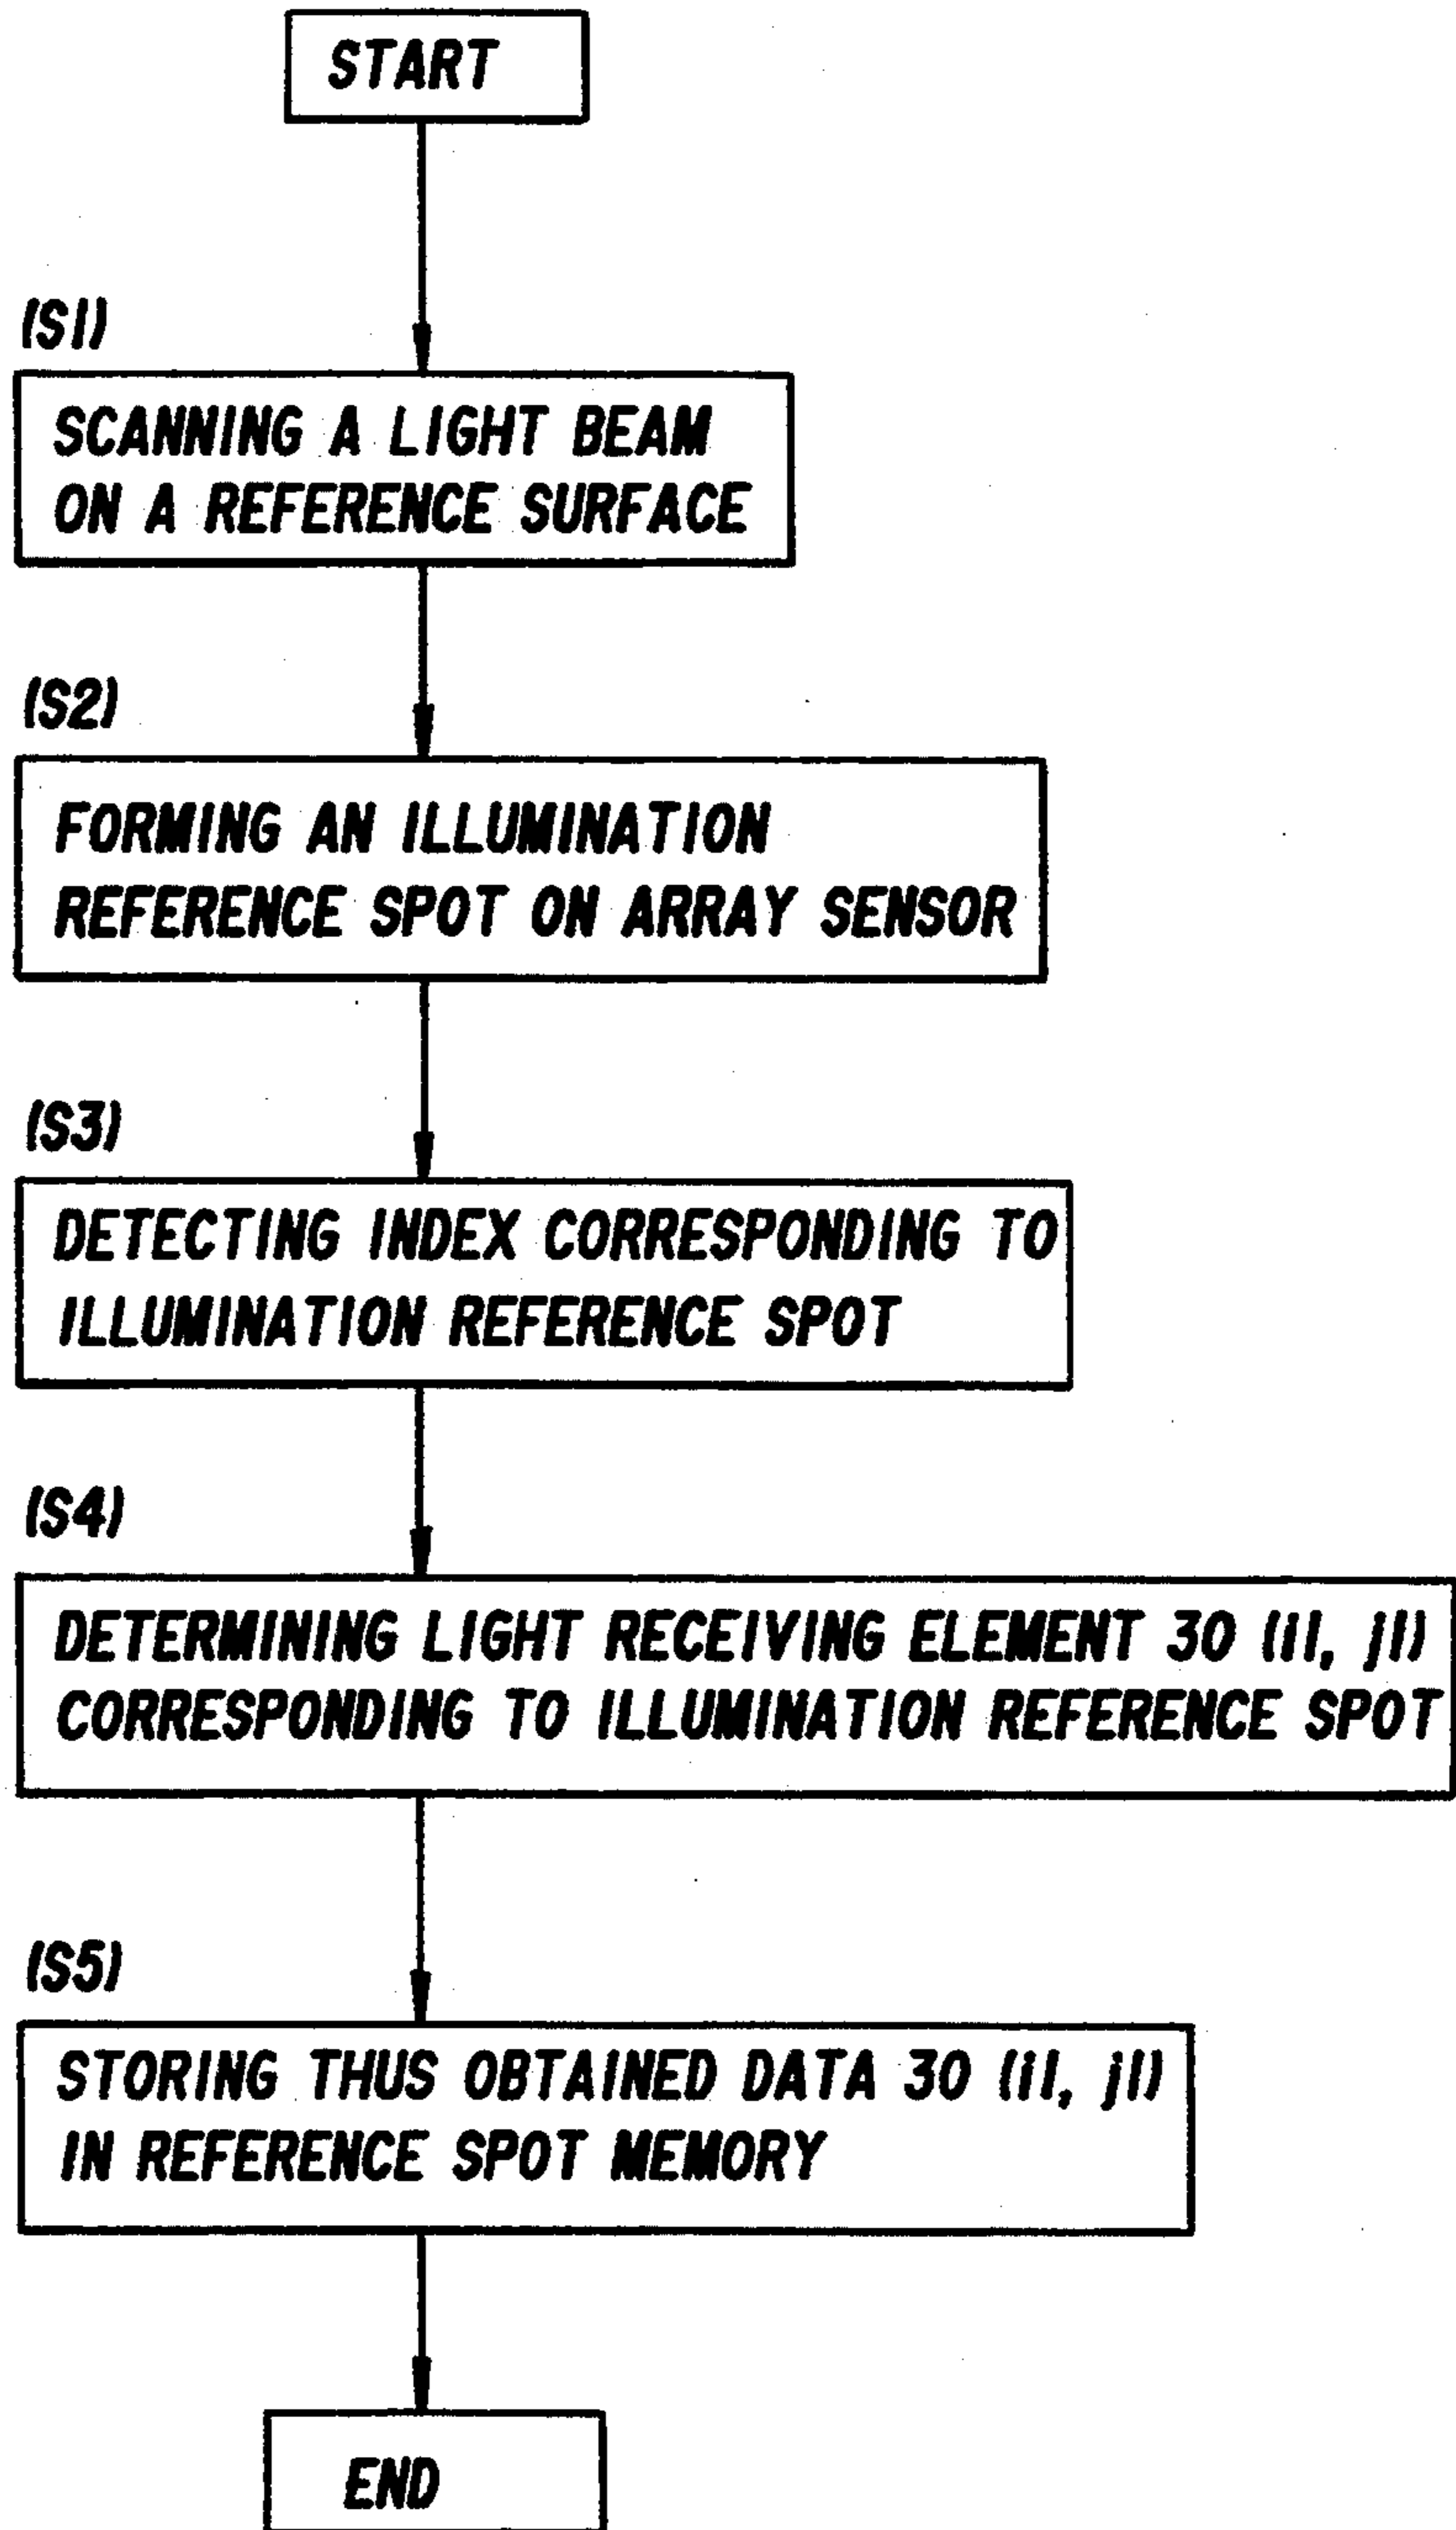 START
(S1)
SCANNING A LIGHT BEAM
ON A REFERENCE SURFACE
(S2)
FORMING AN ILLUMINATION
REFERENCE SPOT ON ARRAY SENSOR
(S3)
DETECTING INDEX CORRESPONDING TO
ILLUMINATION REFERENCE SPOT
(S4)
DETERMINING LIGHT RECEIVING ELEMENT 30 (i1, j1)
CORRESPONDING TO ILLUMINATION REFERENCE SPOT
(S5)
STORING THUS OBTAINED DATA 30 (i1, j1)
IN REFERENCE SPOT MEMORY
END